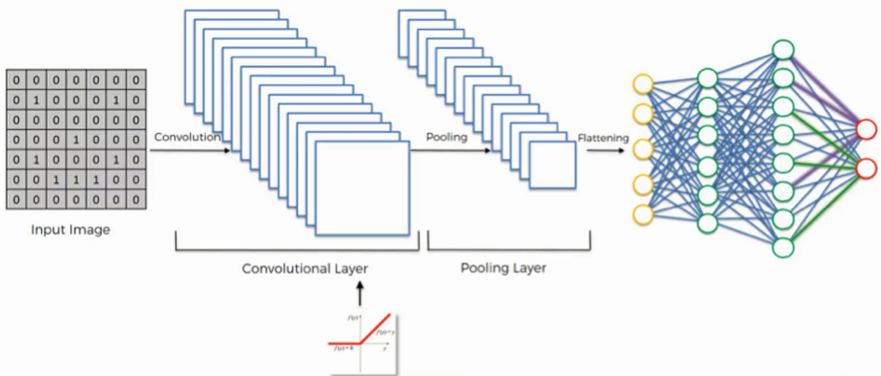 0 0 0 0 0 0 0
0 1 0 0 0 1 0
0 0 0 0 0 0 0
0 0 0 1 0 0 0
0 1 0 0 0 1 0
0 0 1 1 1 0 0
0 0 0 0 0 0 0
Input Image
Convolution
Pooling
Flattening
Convolutional Layer
Pooling Layer